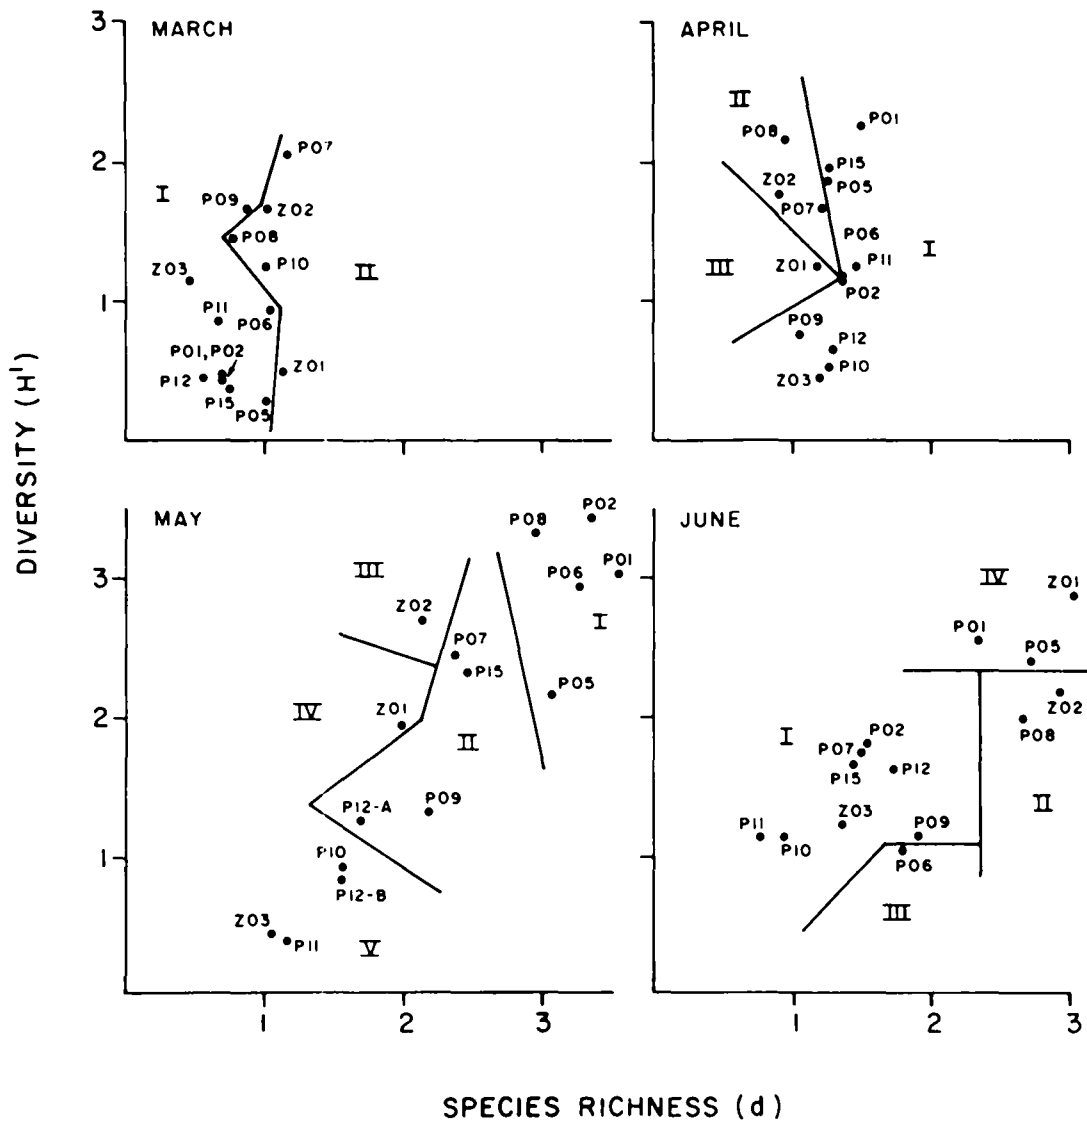 DIVERSITY (H')
MARCH
3
2
1
I
II
P07
P09
Z02
P08
P10
Z03
P11
P06
P01, P02
P12
P15
P05
Z01
APRIL
II
P08
P01
P15
Z02
P05
P07
P06
I
III
Z01
P11
P02
P09
P12
P10
Z03
MAY
3
2
1
P08
P02
III
P06
P01
Z02
I
P07
P15
P05
IV
Z01
II
P12-A
P09
P10
P12-B
Z03
P11
V
1
2
3
JUNE
IV
Z01
P01
P05
Z02
I
P02
P08
P07
P15
P12
II
P11
Z03
P09
P10
P06
III
1
2
3
SPECIES RICHNESS (d)